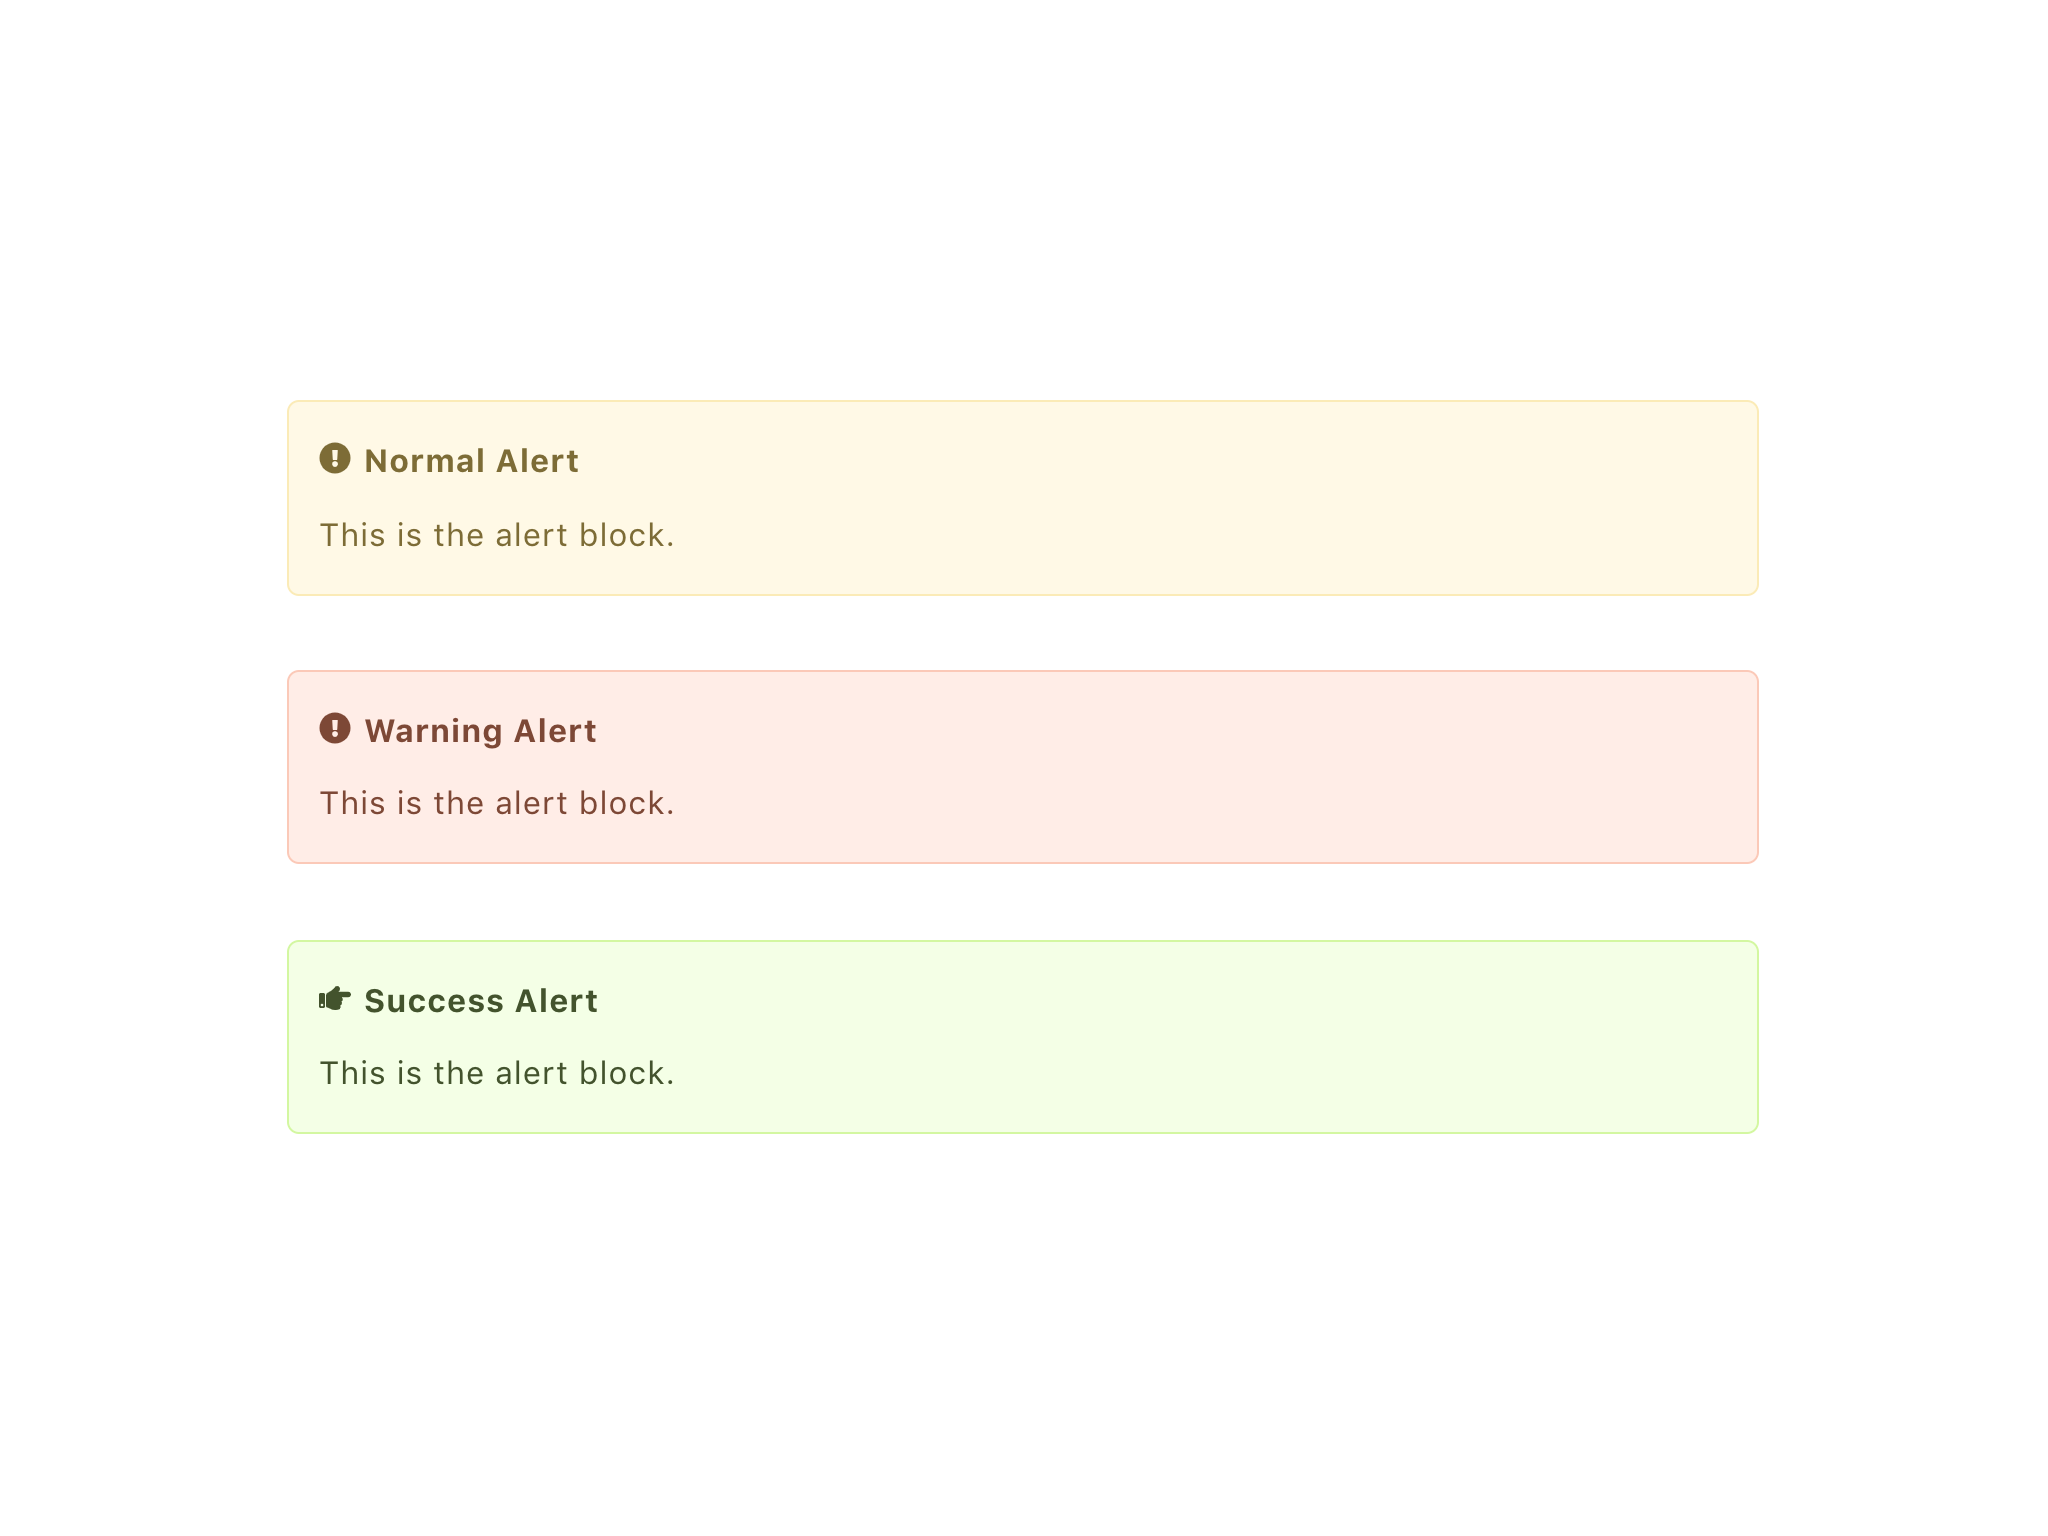 Normal Alert
This is the alert block.
Warning Alert
This is the alert block.
Success Alert
This is the alert block.